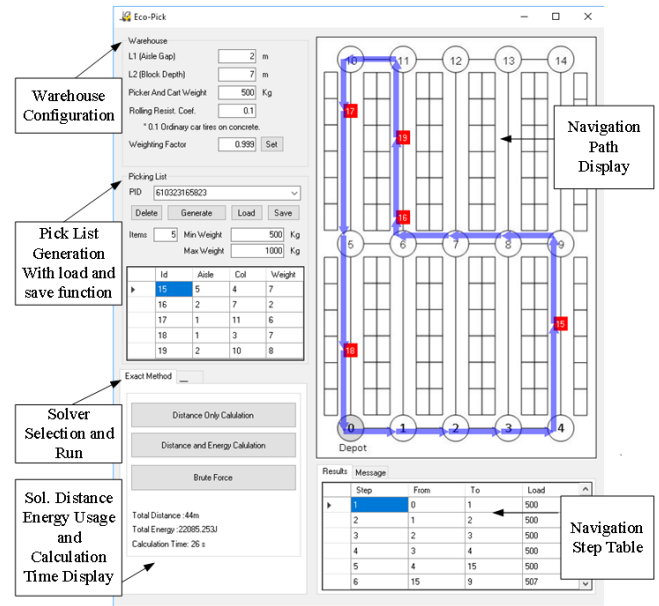 Eco-Pick
Warehouse
L1 (Aisle Gap) 2 m
L2 (Block Depth) 7 m
Picker And Cart Weight 500 Kg
Rolling Resist. Coef. 0.1
* 0.1 Ordinary car tires on concrete.
Weighting Factor 0.999 Set
Picking List
PID 610323165823
Delete Generate Load Save
Items 5 Min Weight 500 Kg
Max Weight 1000 Kg
Id Aisle Col Weight
15 5 4 7
16 2 7 2
17 1 11 6
18 1 3 7
19 2 10 8
Exact Method
Distance Only Calulation
Distance and Energy Calulation
Brute Force
Total Distance :44m
Total Energy :22085.253J
Calculation Time: 26 s
Warehouse
Configuration
Pick List
Generation
With load and
save function
Solver
Selection and
Run
Sol. Distance
Energy Usage
and
Calculation
Time Display
10 11 12 13 14
17
19
16
5 6 7 8 9
15
18
0 1 2 3 4
Depot
Navigation
Path
Display
Results Message
Step From To Load
1 0 1 500
2 1 2 500
3 2 3 500
4 3 4 500
5 4 15 500
6 15 9 507
Navigation
Step Table